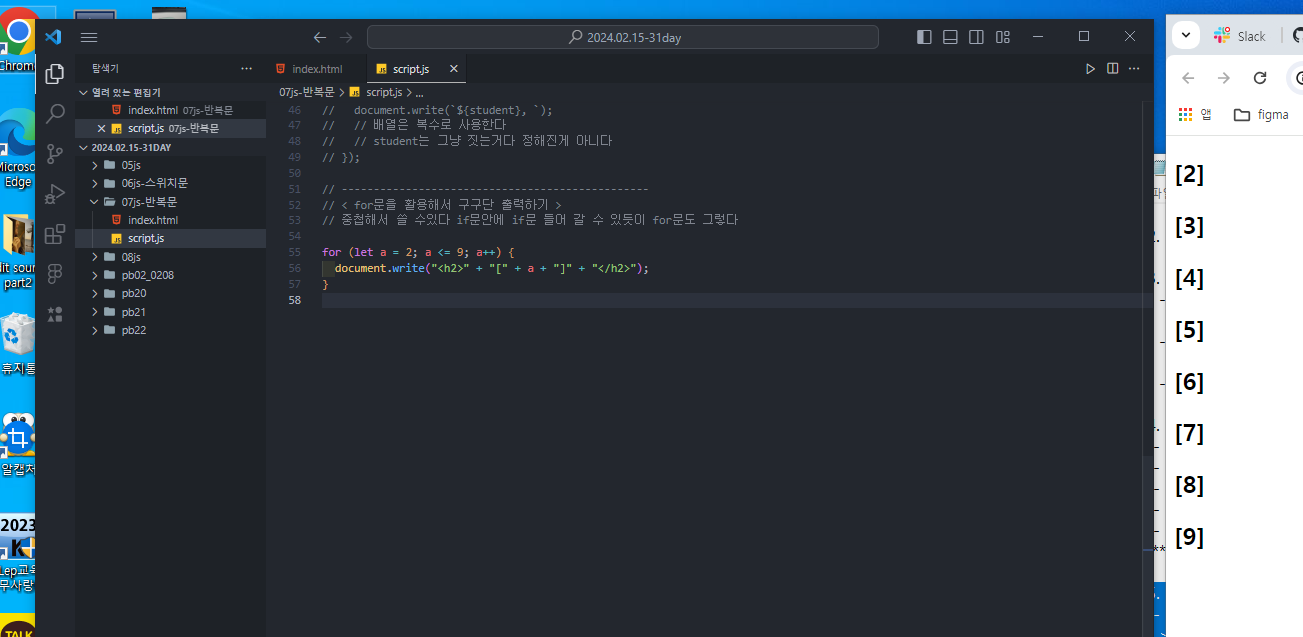 2024.02.15-31day
Slack
탐색기
index.html
script.js
앱
figma
열려 있는 편집기
index.html 07js-반복문
script.js 07js-반복문
2024.02.15-31DAY
05js
06js-스위치문
07js-반복문
index.html
script.js
08js
pb02_0208
pb20
pb21
pb22
07js-반복문 > script.js > ...
46 // document.write(`${student}, `);
47 // // 배열은 복수로 사용한다
48 // // student는 그냥 짓는거다 정해진게 아니다
49 // });
50
51 // ------------------------------------------------
52 // < for문을 활용해서 구구단 출력하기 >
53 // 중첩해서 쓸 수있다 if문안에 if문 들어 갈 수 있듯이 for문도 그렇다
54
55 for (let a = 2; a <= 9; a++) {
56 document.write("<h2>" + "[" + a + "]" + "</h2>");
57 }
58
[2]
[3]
[4]
[5]
[6]
[7]
[8]
[9]
Chrom
Microso
Edge
dit sour
part2
휴지통
알캡처
2023
Lep교육
무사랑
TALK